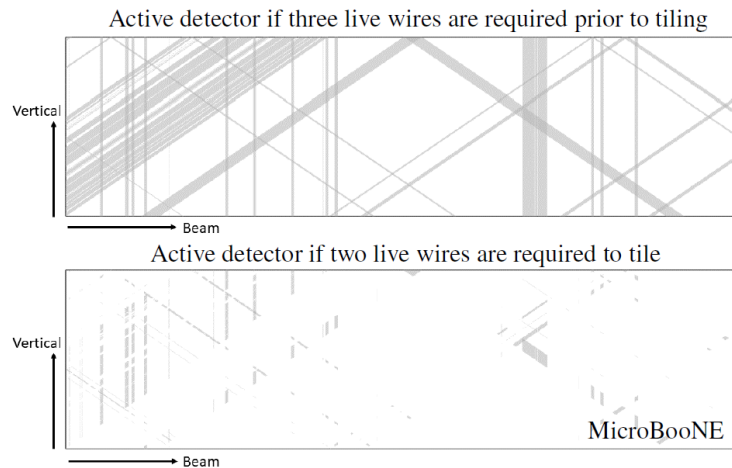 Active detector if three live wires are required prior to tiling
Vertical
Beam
Active detector if two live wires are required to tile
Vertical
MicroBooNE
Beam